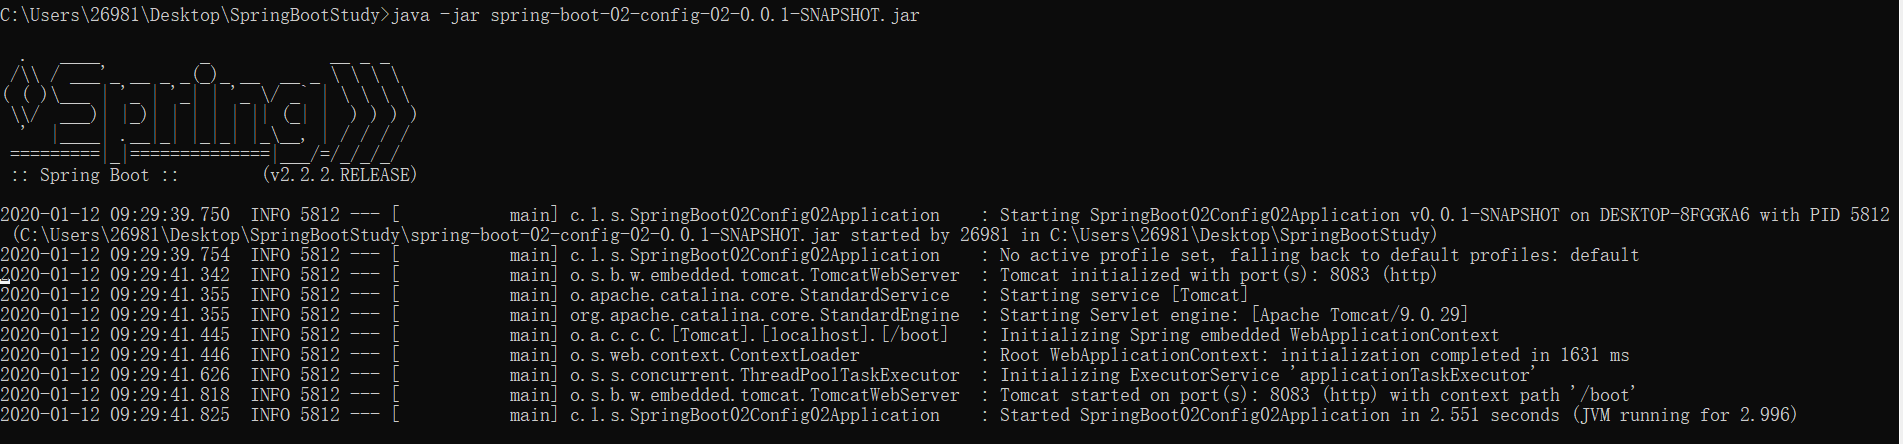 C:\Users\26981\Desktop\SpringBootStudy>java -jar spring-boot-02-config-02-0.0.1-SNAPSHOT.jar
  .   ____          _            __ _ _
 /\\ / ___'_ __ _ _(_)_ __  __ _ \ \ \ \
( ( )\___ | '_ | '_| | '_ \/ _` | \ \ \ \
 \\/  ___)| |_)| | | | | || (_| |  ) ) ) )
  '  |____| .__|_| |_|_| |_\__, | / / / /
 =========|_|==============|___/=/_/_/_/
 :: Spring Boot ::        (v2.2.2.RELEASE)
2020-01-12 09:29:39.750  INFO 5812 --- [           main] c.l.s.SpringBoot02Config02Application    : Starting SpringBoot02Config02Application v0.0.1-SNAPSHOT on DESKTOP-8FGGKA6 with PID 5812
 (C:\Users\26981\Desktop\SpringBootStudy\spring-boot-02-config-02-0.0.1-SNAPSHOT.jar started by 26981 in C:\Users\26981\Desktop\SpringBootStudy)
2020-01-12 09:29:39.754  INFO 5812 --- [           main] c.l.s.SpringBoot02Config02Application    : No active profile set, falling back to default profiles: default
2020-01-12 09:29:41.342  INFO 5812 --- [           main] o.s.b.w.embedded.tomcat.TomcatWebServer  : Tomcat initialized with port(s): 8083 (http)
2020-01-12 09:29:41.355  INFO 5812 --- [           main] o.apache.catalina.core.StandardService   : Starting service [Tomcat]
2020-01-12 09:29:41.355  INFO 5812 --- [           main] org.apache.catalina.core.StandardEngine  : Starting Servlet engine: [Apache Tomcat/9.0.29]
2020-01-12 09:29:41.445  INFO 5812 --- [           main] o.a.c.c.C.[Tomcat].[localhost].[/boot]   : Initializing Spring embedded WebApplicationContext
2020-01-12 09:29:41.446  INFO 5812 --- [           main] o.s.web.context.ContextLoader            : Root WebApplicationContext: initialization completed in 1631 ms
2020-01-12 09:29:41.626  INFO 5812 --- [           main] o.s.s.concurrent.ThreadPoolTaskExecutor  : Initializing ExecutorService 'applicationTaskExecutor'
2020-01-12 09:29:41.818  INFO 5812 --- [           main] o.s.b.w.embedded.tomcat.TomcatWebServer  : Tomcat started on port(s): 8083 (http) with context path '/boot'
2020-01-12 09:29:41.825  INFO 5812 --- [           main] c.l.s.SpringBoot02Config02Application    : Started SpringBoot02Config02Application in 2.551 seconds (JVM running for 2.996)